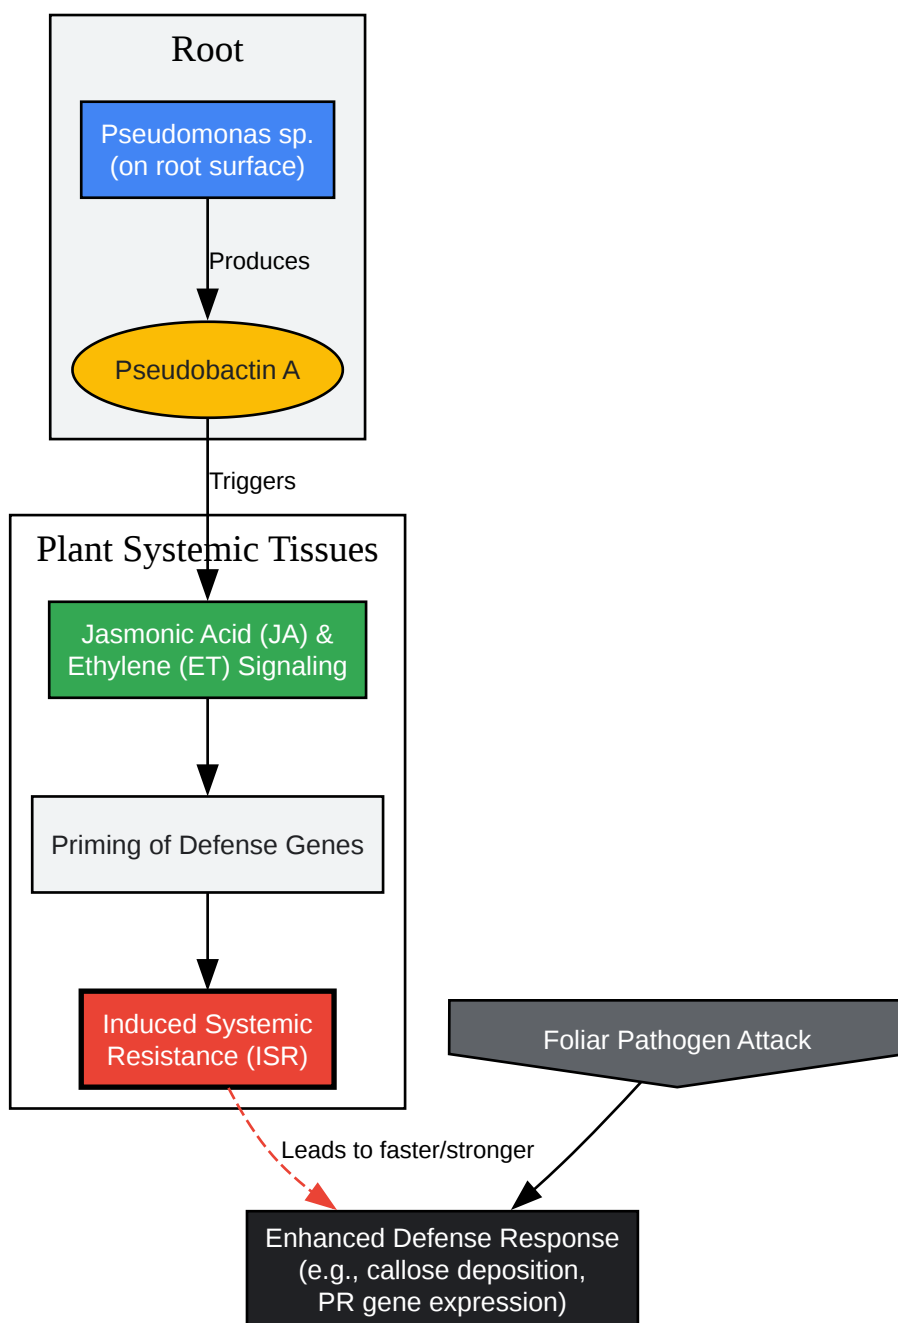 Root
Pseudomonas sp.
(on root surface)
Produces
Pseudobactin A
Triggers
Plant Systemic Tissues
Jasmonic Acid (JA) &
Ethylene (ET) Signaling
Priming of Defense Genes
Induced Systemic
Resistance (ISR)
Foliar Pathogen Attack
Leads to faster/stronger
Enhanced Defense Response
(e.g., callose deposition,
PR gene expression)